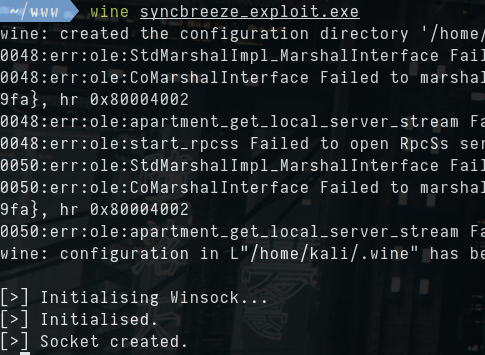 ~/www wine syncbreeze_exploit.exe
wine: created the configuration directory '/home/
0048:err:ole:StdMarshalImpl_MarshalInterface Fail
0048:err:ole:CoMarshalInterface Failed to marshal
9fa}, hr 0x80004002
0048:err:ole:apartment_get_local_server_stream Fa
0048:err:ole:start_rpcss Failed to open RpcSs ser
0050:err:ole:StdMarshalImpl_MarshalInterface Fail
0050:err:ole:CoMarshalInterface Failed to marshal
9fa}, hr 0x80004002
0050:err:ole:apartment_get_local_server_stream Fa
wine: configuration in L"/home/kali/.wine" has be
[>] Initialising Winsock...
[>] Initialised.
[>] Socket created.